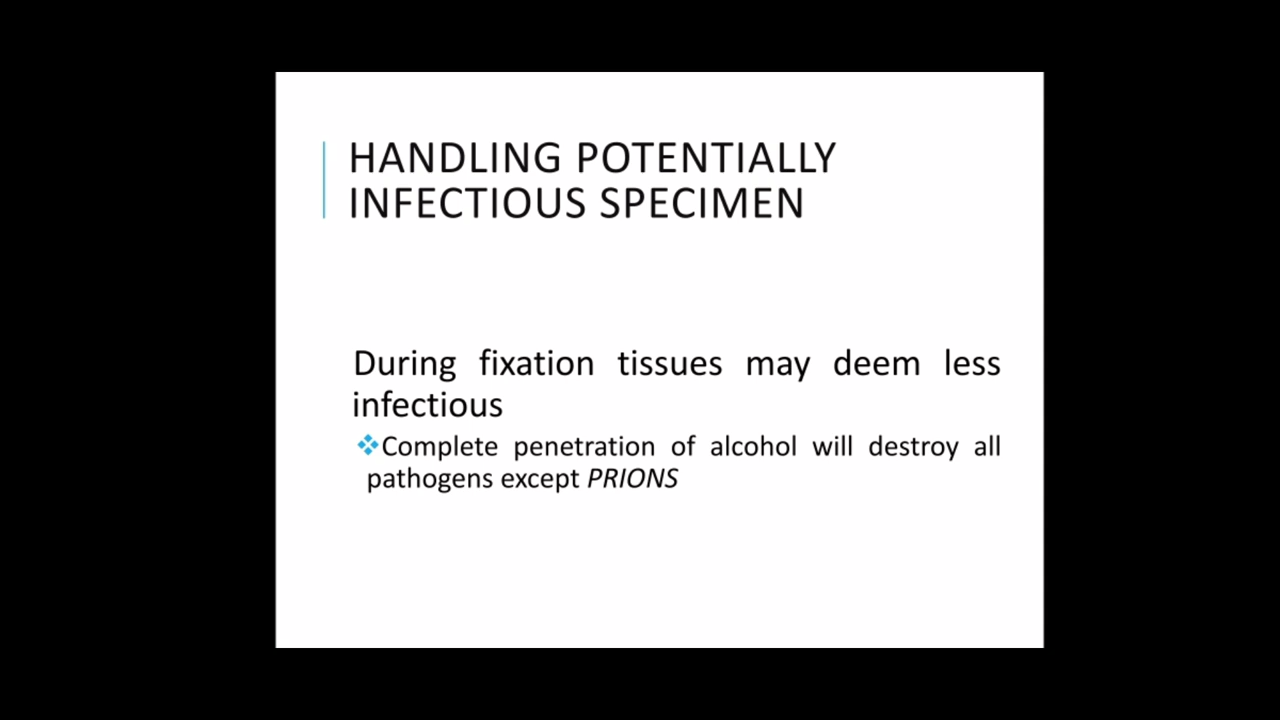 HANDLING POTENTIALLY
INFECTIOUS SPECIMEN
During fixation tissues may deem less
infectious
Complete penetration of alcohol will destroy all
pathogens except PRIONS